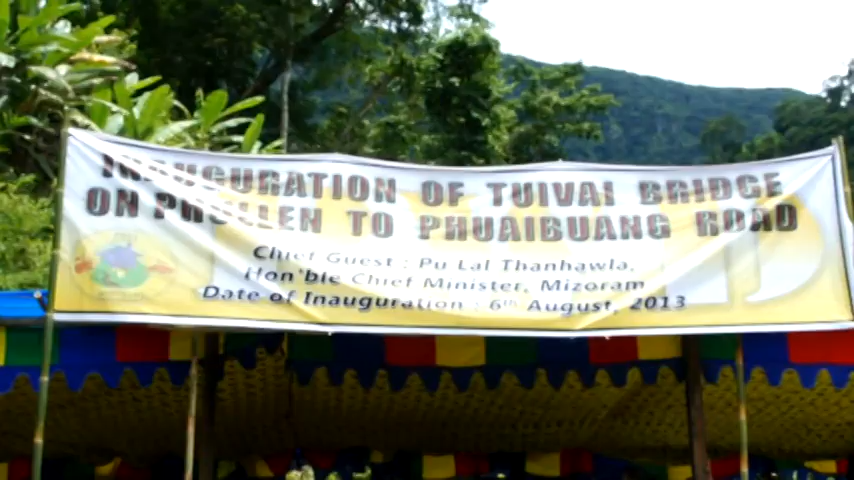 INAUGURATION OF TUIVAI BRIDGE
ON PHULLEN TO PHUAIBUANG ROAD
Chief Guest : Pu Lal Thanhawla,
Hon'ble Chief Minister, Mizoram
Date of Inauguration : 6th August, 2013